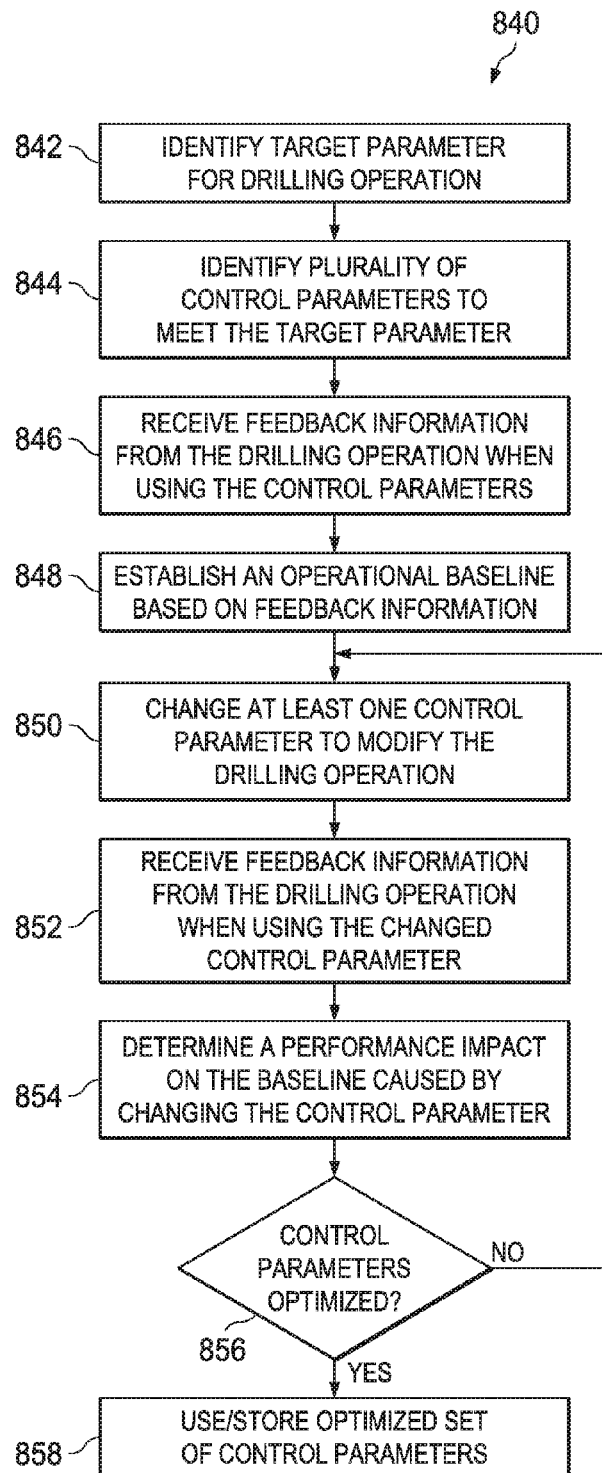 840
842
IDENTIFY TARGET PARAMETER
FOR DRILLING OPERATION
844
IDENTIFY PLURALITY OF
CONTROL PARAMETERS TO
MEET THE TARGET PARAMETER
846
RECEIVE FEEDBACK INFORMATION
FROM THE DRILLING OPERATION WHEN
USING THE CONTROL PARAMETERS
848
ESTABLISH AN OPERATIONAL BASELINE
BASED ON FEEDBACK INFORMATION
850
CHANGE AT LEAST ONE CONTROL
PARAMETER TO MODIFY THE
DRILLING OPERATION
852
RECEIVE FEEDBACK INFORMATION
FROM THE DRILLING OPERATION
WHEN USING THE CHANGED
CONTROL PARAMETER
854
DETERMINE A PERFORMANCE IMPACT
ON THE BASELINE CAUSED BY
CHANGING THE CONTROL PARAMETER
CONTROL
PARAMETERS
OPTIMIZED?
NO
856
YES
858
USE/STORE OPTIMIZED SET
OF CONTROL PARAMETERS